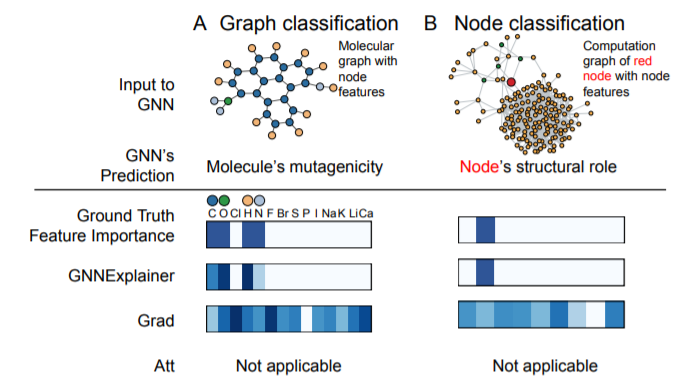 A Graph classification
B Node classification
Input to
GNN
Molecular
graph with
node
features
Computation
graph of red
node with node
features
GNN's
Prediction
Molecule's mutagenicity
Node's structural role
Ground Truth
Feature Importance
C O Cl H N F Br S P I Na K Li Ca
GNNExplainer
Grad
Att
Not applicable
Not applicable